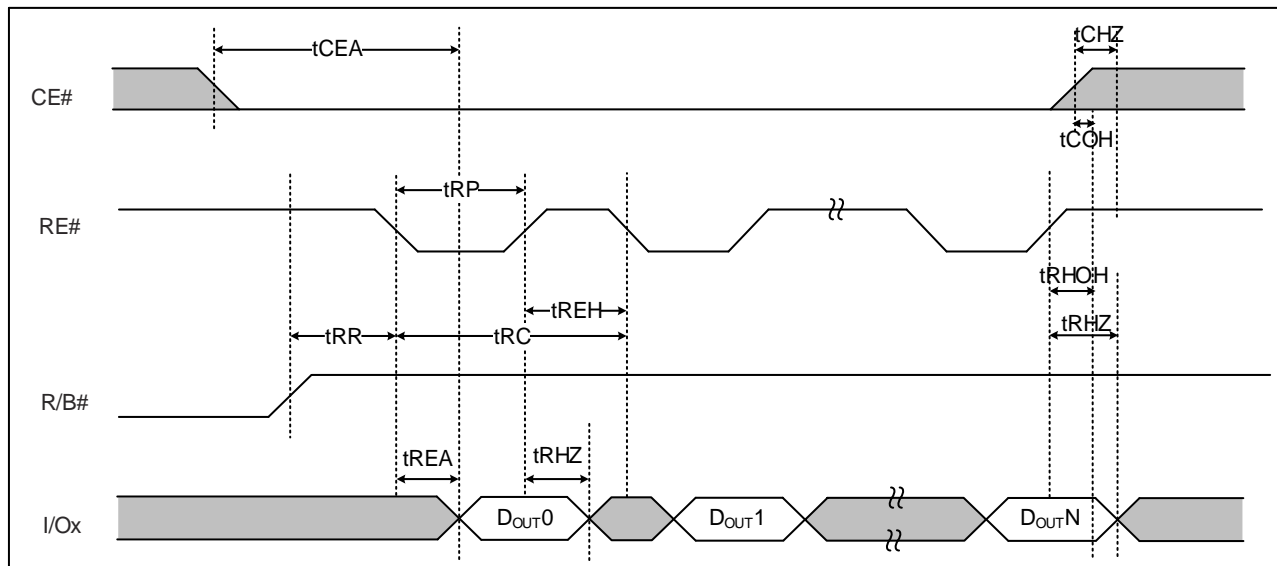 tCEA
tCHZ
CE#
tCOH
tRP
RE#
tRHOH
tREH
tRR
tRC
tRHZ
R/B#
tREA
tRHZ
I/Ox
DOUT0
DOUT1
DOUTN